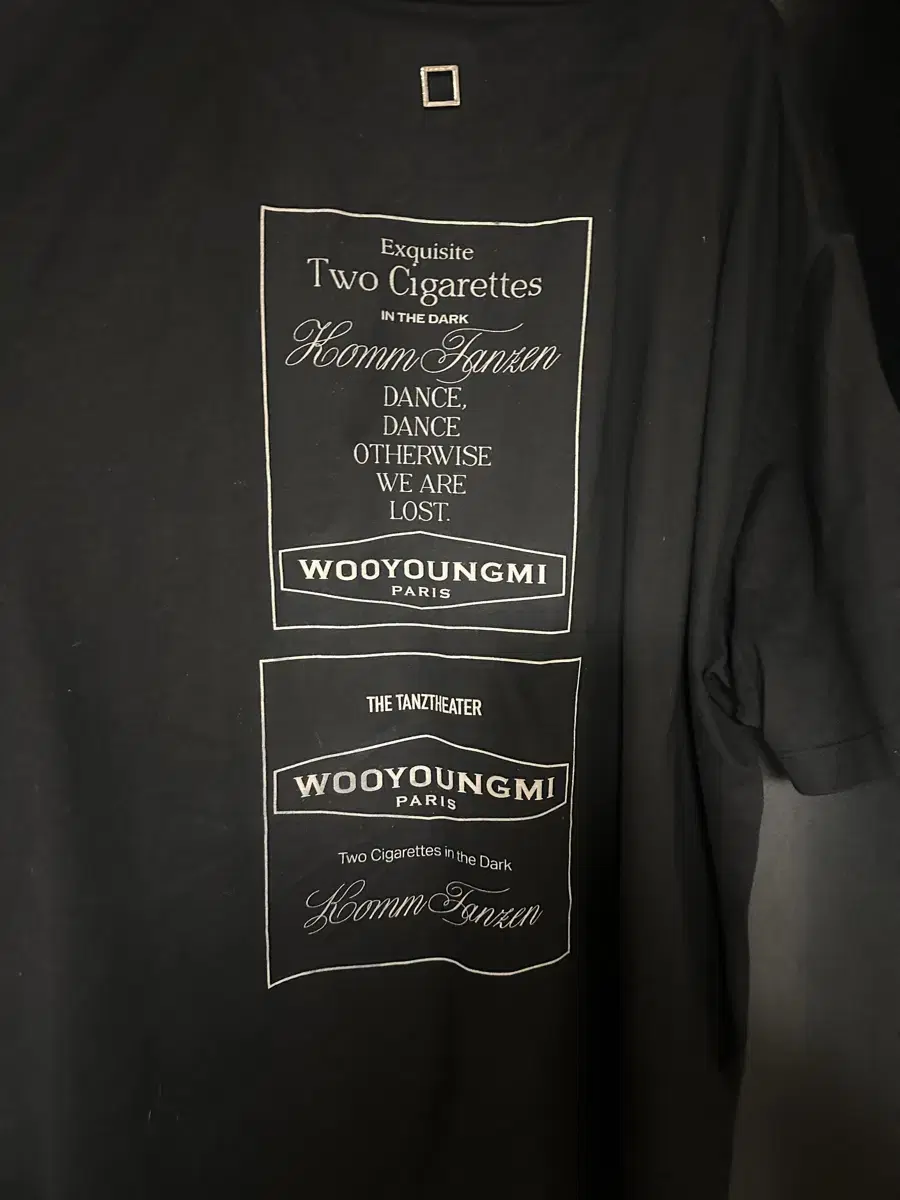 Exquisite
Two Cigarettes
IN THE DARK
Komm Tanzen
DANCE,
DANCE
OTHERWISE
WE ARE
LOST.
WOOYOUNGMI
PARIS
THE TANZTHEATER
WOOYOUNGMI
PARIS
Two Cigarettes in the Dark
Komm Tanzen